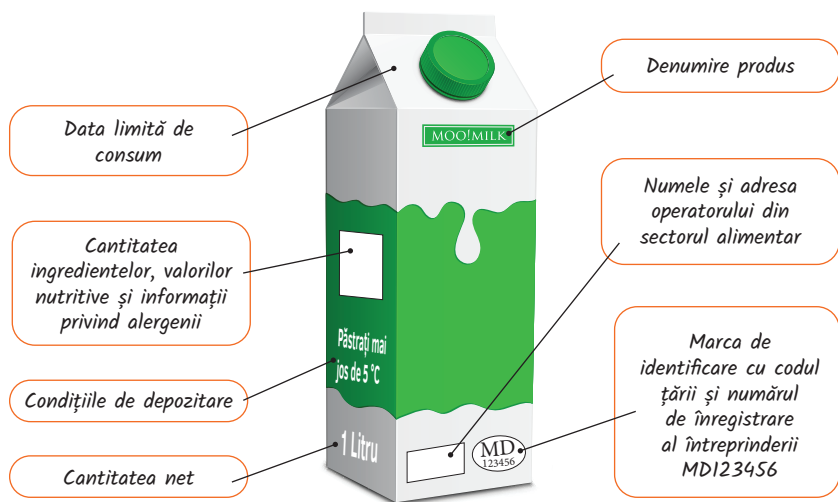 Denumire produs
MOO!MILK
Data limită de
consum
Numele și adresa
operatorului din
sectorul alimentar
Cantitatea
ingredientelor, valorilor
nutritive și informații
privind alergenii
Păstrați mai
jos de 5 °C
Marca de
identificare cu codul
țării și numărul
de înregistrare
al întreprinderii
MD123456
Condițiile de depozitare
1 Litru
MD
123456
Cantitatea net